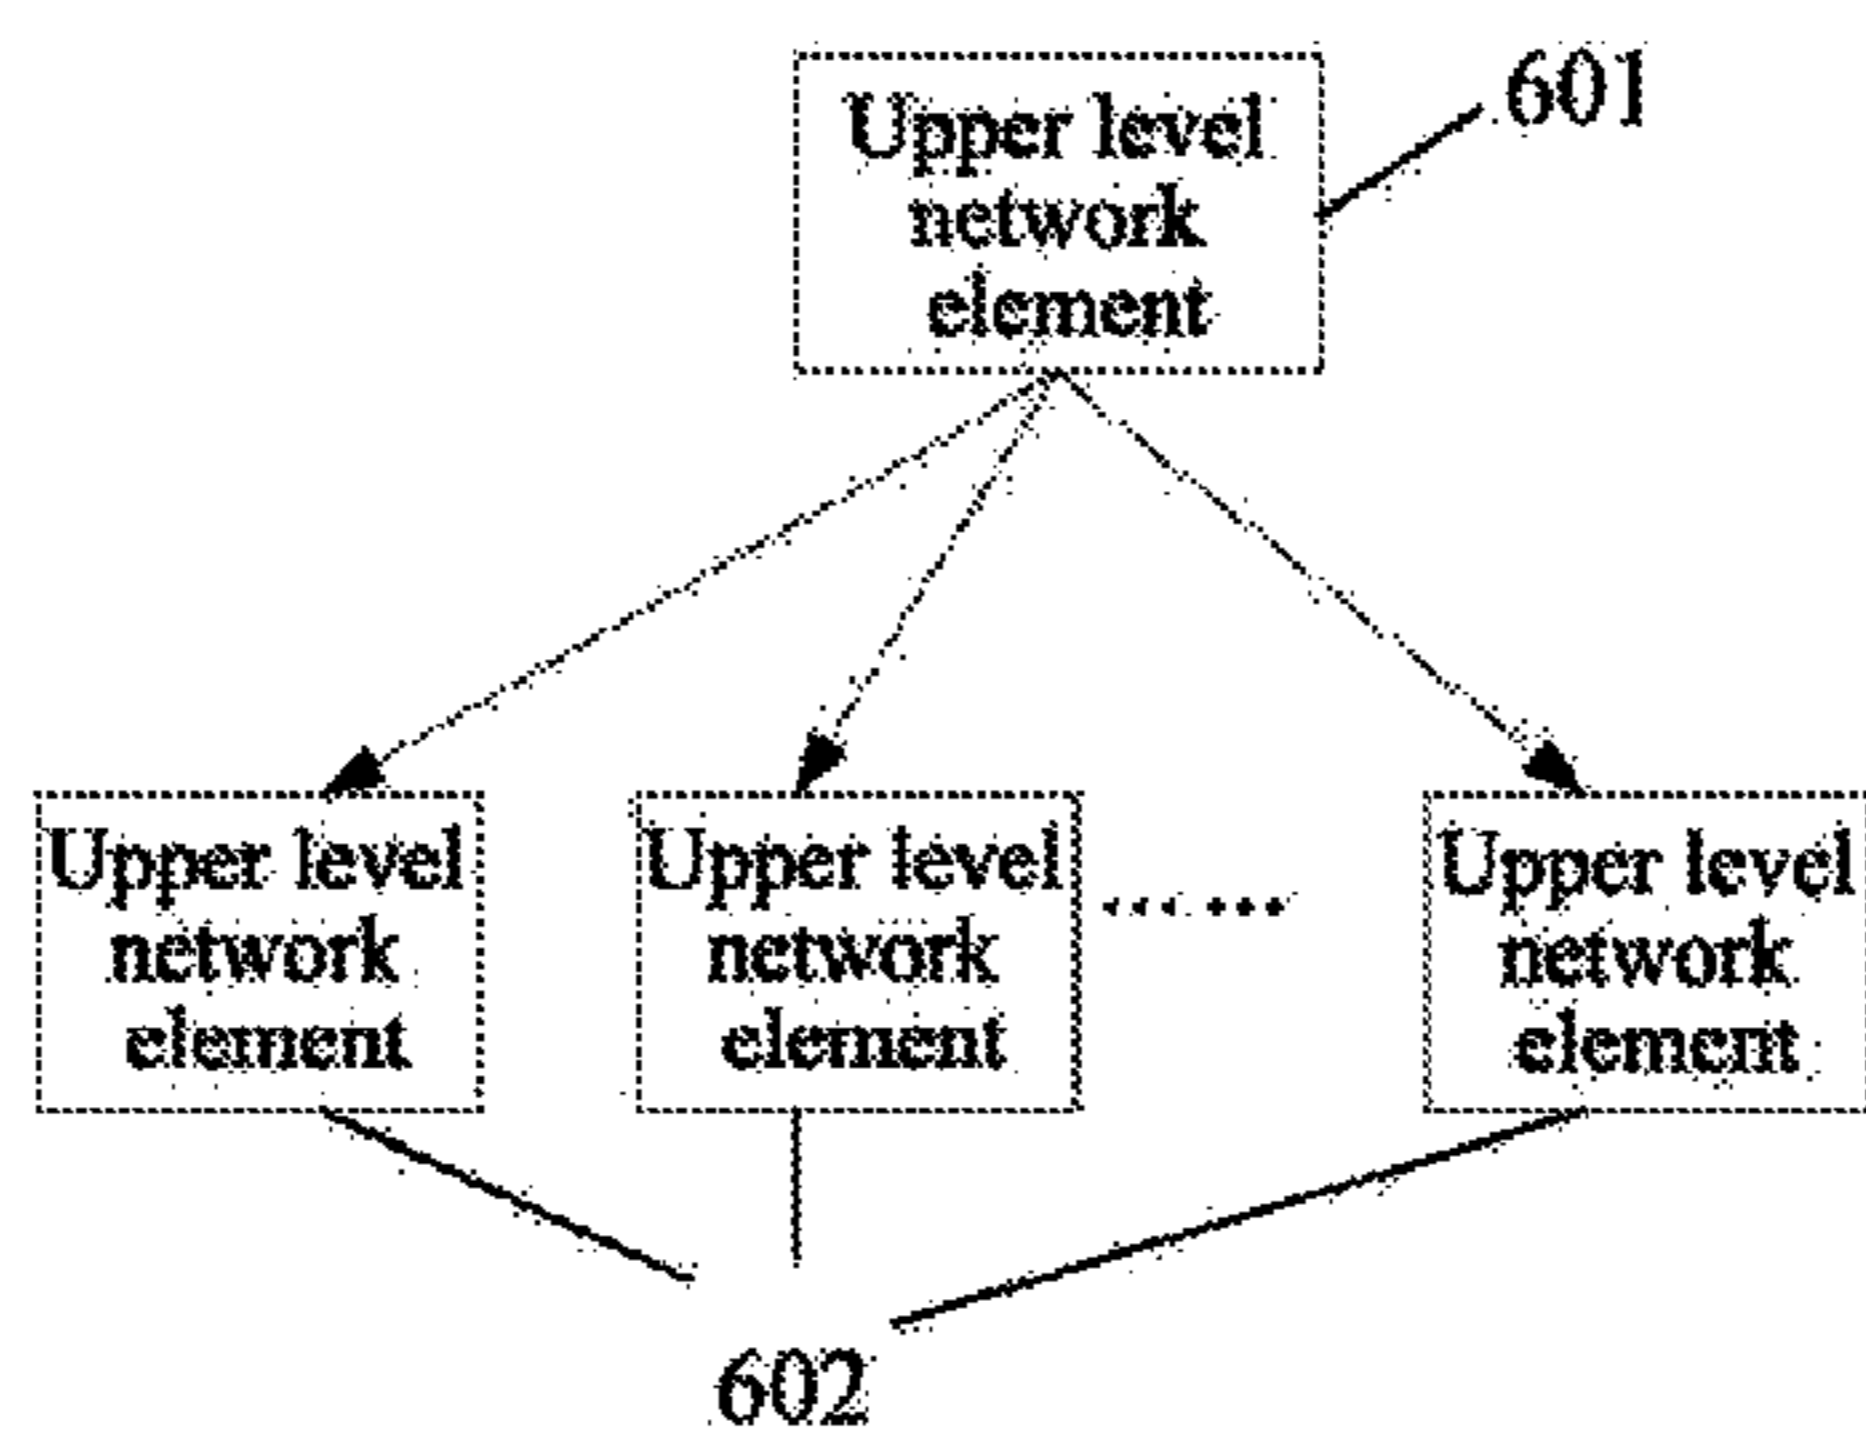 601
Upper level
network
element
Upper level
network
element
Upper level
network
element
......
Upper level
network
element
602